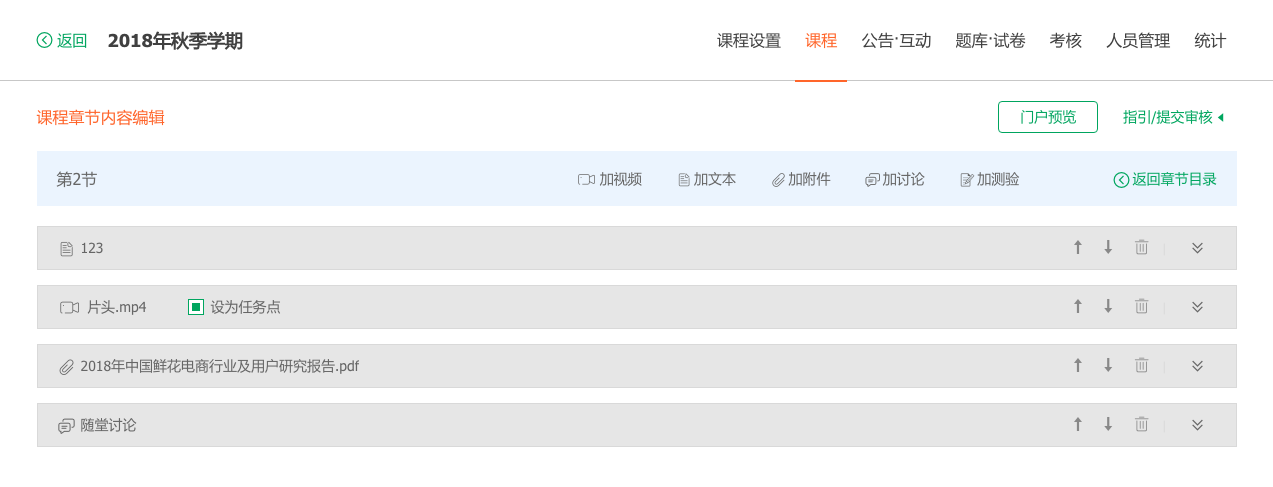 返回 2018年秋季学期 课程设置 课程 公告·互动 题库·试卷 考核 人员管理 统计
课程章节内容编辑 门户预览 指引/提交审核
第2节 加视频 加文本 加附件 加讨论 加测验 返回章节目录
123
片头.mp4 设为任务点
2018年中国鲜花电商行业及用户研究报告.pdf
随堂讨论